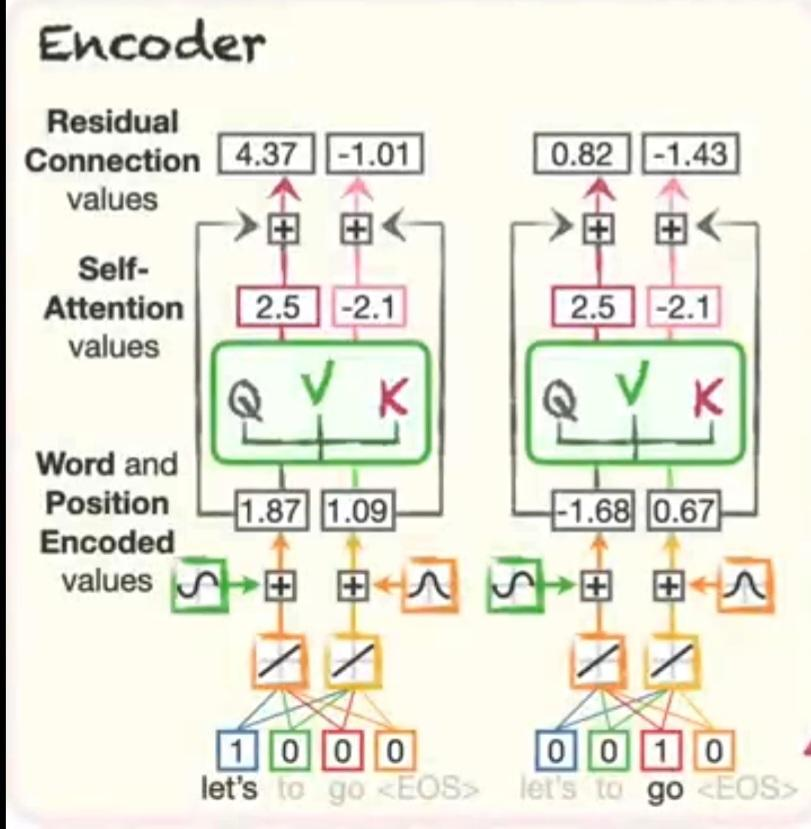 Encoder
Residual
Connection
values
4.37 -1.01 0.82 -1.43
+ + + +
Self-
Attention
values
2.5 -2.1 2.5 -2.1
Q V K Q V K
Word and
Position
Encoded
values
1.87 1.09 -1.68 0.67
+ + + +
1 0 0 0 0 0 1 0
let's to go <EOS> let's to go <EOS>